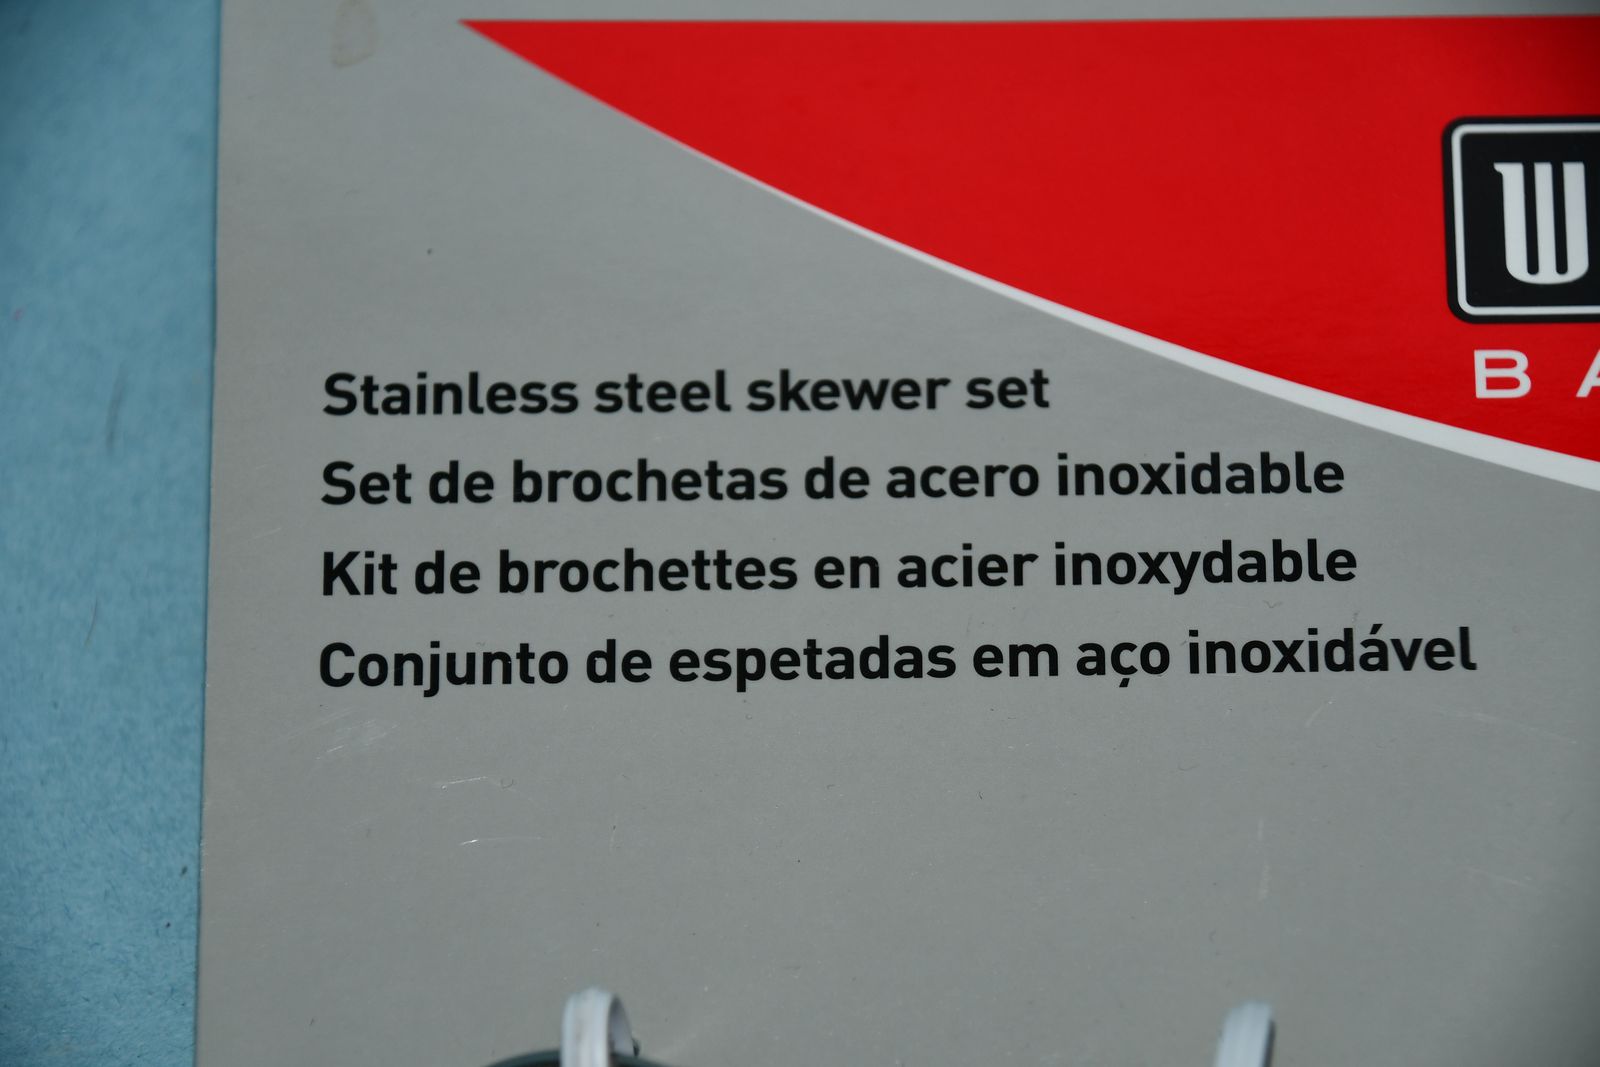 W
BA
Stainless steel skewer set
Set de brochetas de acero inoxidable
Kit de brochettes en acier inoxydable
Conjunto de espetadas em aço inoxidável